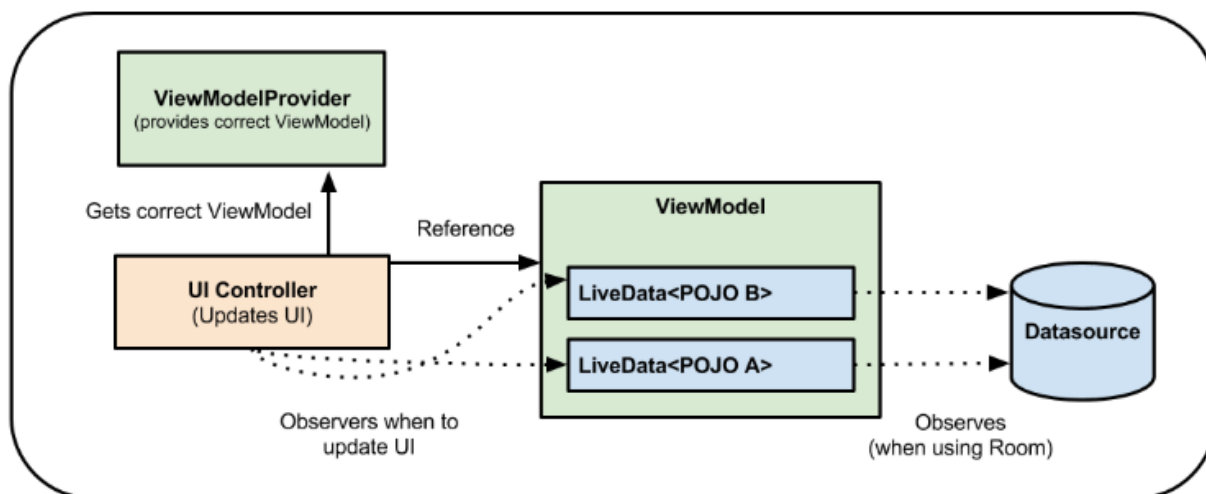 ViewModelProvider
(provides correct ViewModel)
Gets correct ViewModel
Reference
ViewModel
UI Controller
(Updates UI)
LiveData<POJO B>
LiveData<POJO A>
Datasource
Observers when to
update UI
Observes
(when using Room)